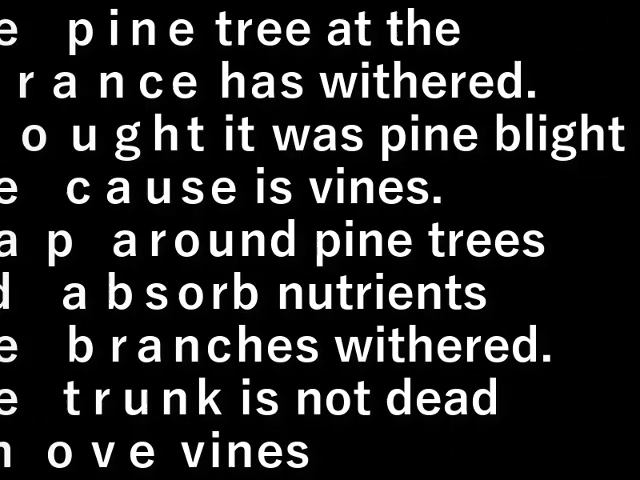 e pine tree at the
rance has withered.
ought it was pine blight
e cause is vines.
ap around pine trees
d absorb nutrients
e branches withered.
e trunk is not dead
ove vines